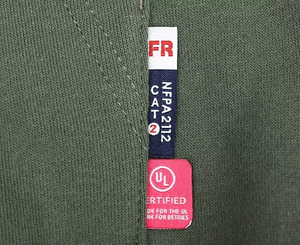 FR
NFPA 2112
CAT 2
UL
CERTIFIED
FOR THE UL
FOR DETAILS